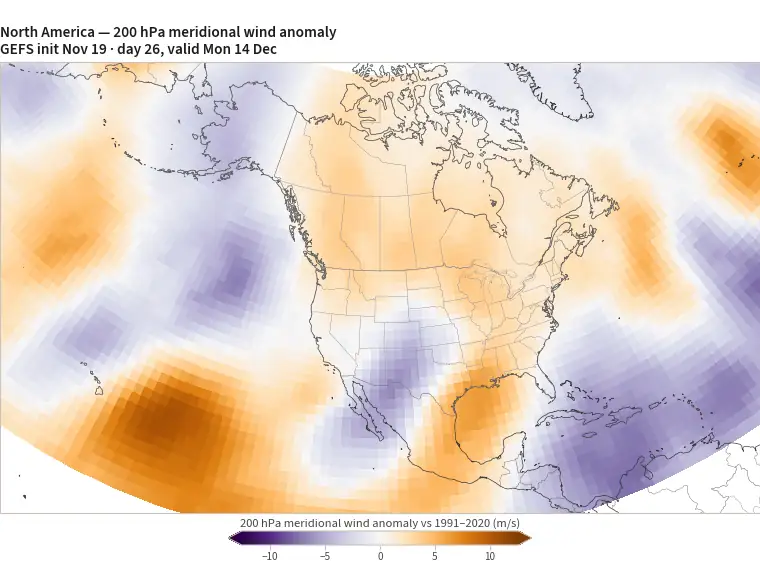 North America — 200 hPa meridional wind anomaly
GEFS init Nov 19 · day 26, valid Mon 14 Dec
200 hPa meridional wind anomaly vs 1991–2020 (m/s)
−10 −5 0 5 10